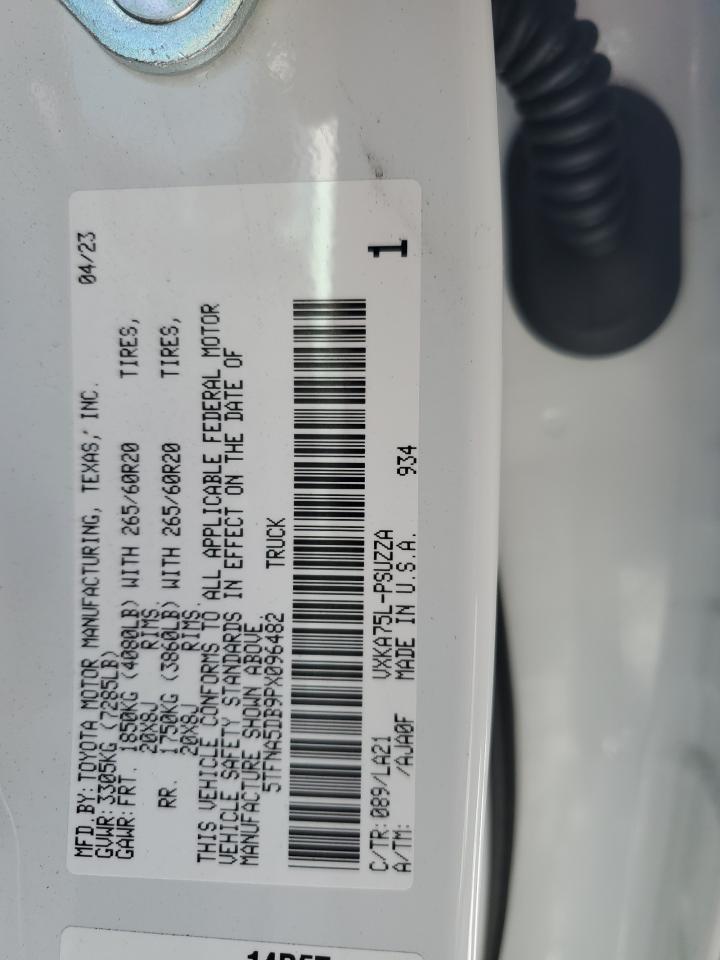 MFD.BY: TOYOTA MOTOR MANUFACTURING, TEXAS, INC. 04/23
GVWR: 3305KG (7285LB)
GAWR: FRT. 1850KG (4080LB) WITH 265/60R20 TIRES,
20X8J RIMS.
RR. 1750KG (3860LB) WITH 265/60R20 TIRES,
20X8J RIMS.
THIS VEHICLE CONFORMS TO ALL APPLICABLE FEDERAL MOTOR
VEHICLE SAFETY STANDARDS IN EFFECT ON THE DATE OF
MANUFACTURE SHOWN ABOVE.
5TFNA5DB9PX096482 TRUCK
C/TR: 089/LA21 VXKA75L-PSUZZA 1
A/TM: /AJA0F MADE IN U.S.A. 934